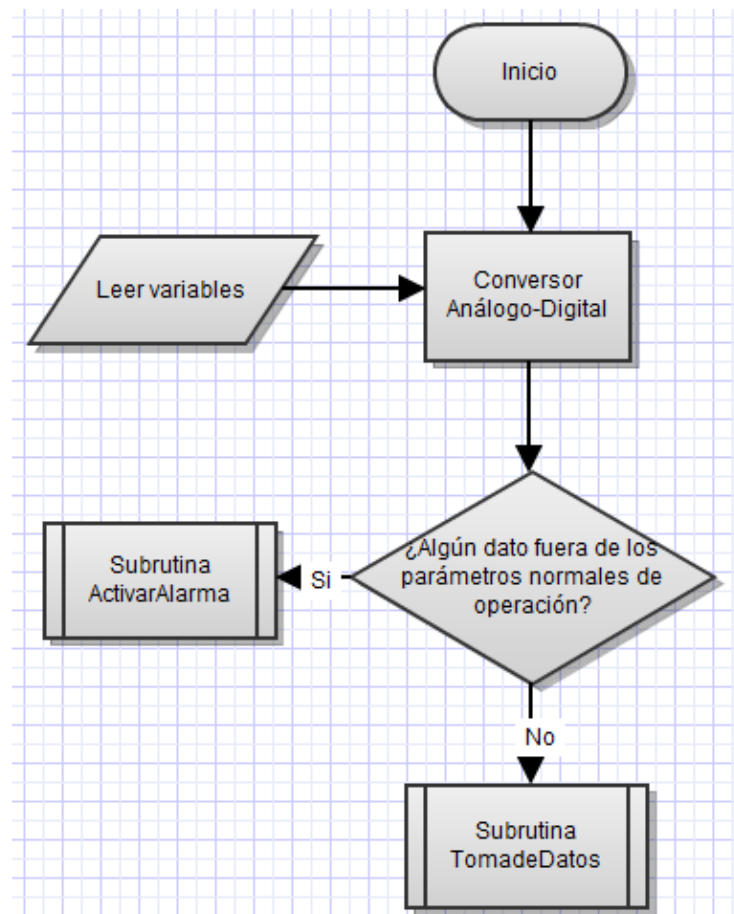 Inicio
Leer variables
Conversor
Análogo-Digital
¿Algún dato fuera de los
parámetros normales de
operación?
Si
Subrutina
ActivarAlarma
No
Subrutina
TomadeDatos